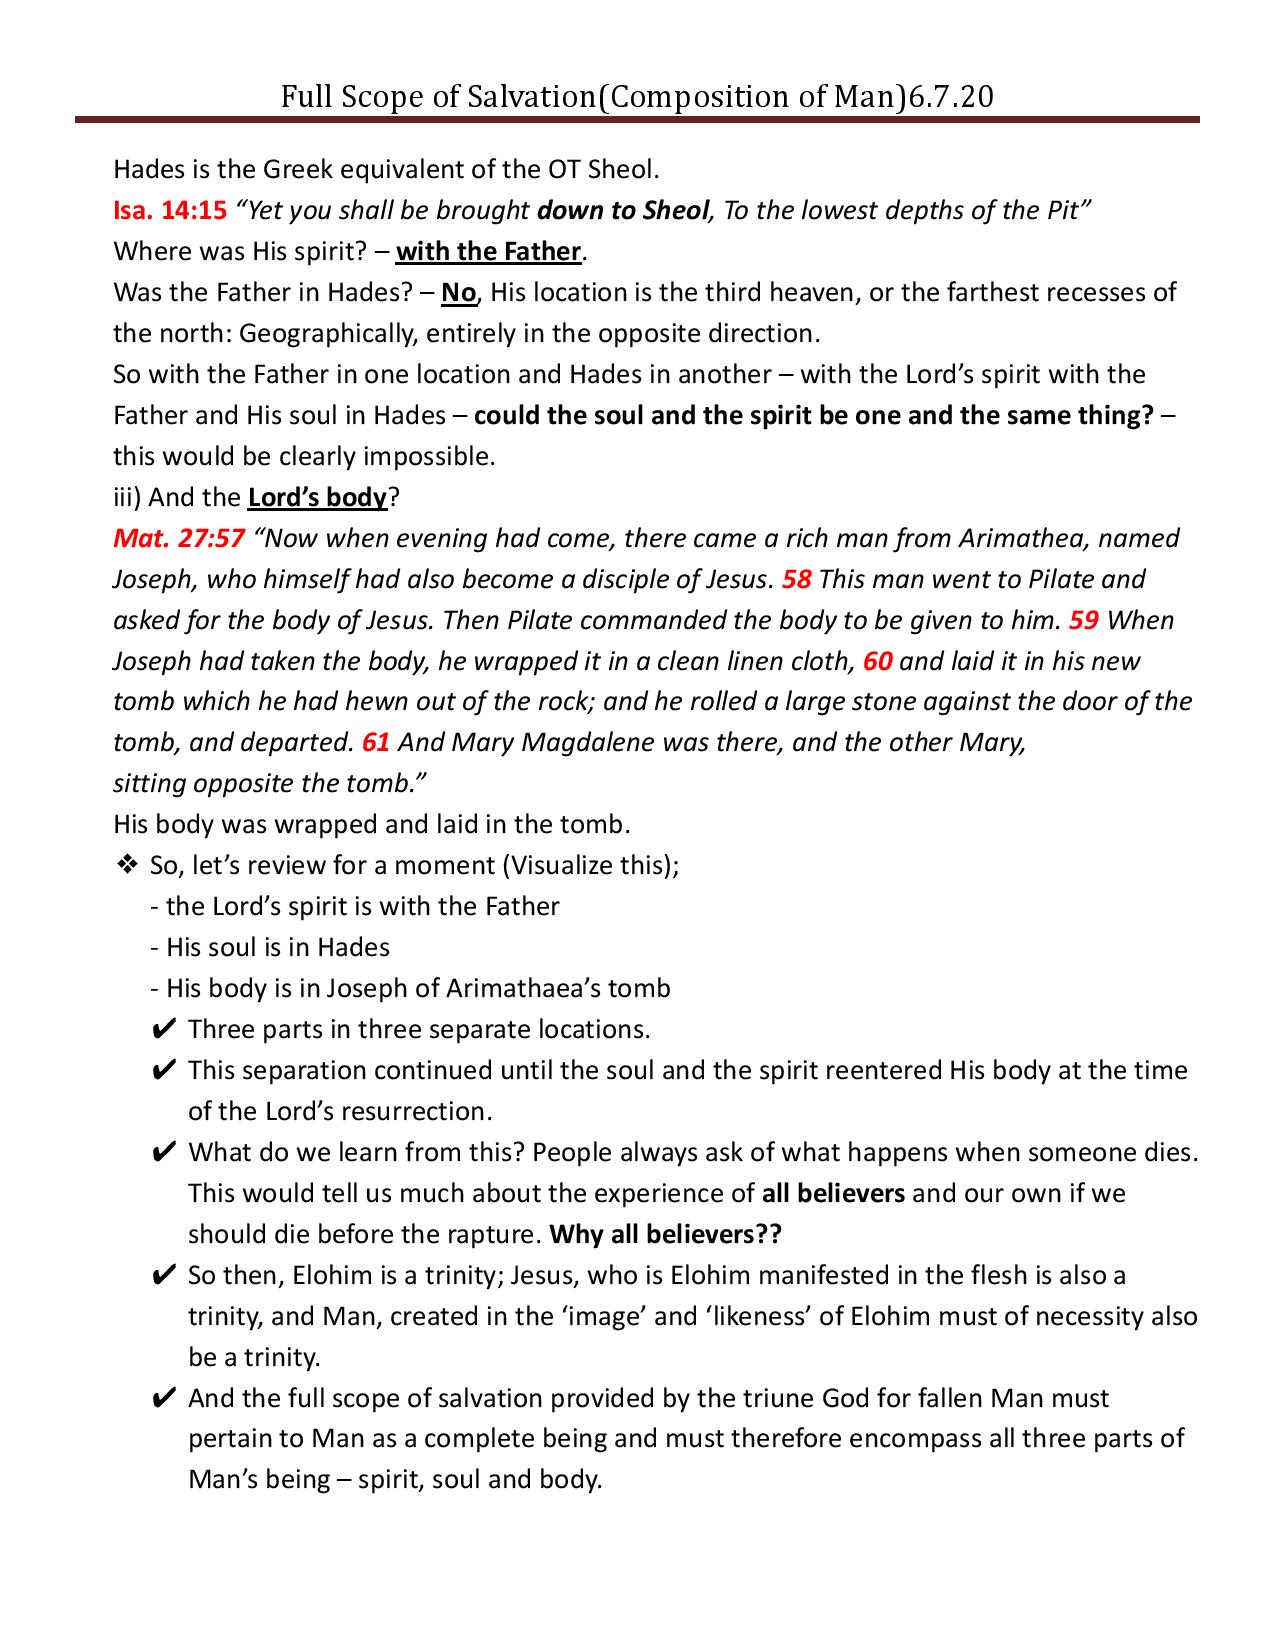 Full Scope of Salvation(Composition of Man)6.7.20
Hades is the Greek equivalent of the OT Sheol.
Isa. 14:15 “Yet you shall be brought down to Sheol, To the lowest depths of the Pit”
Where was His spirit? – with the Father.
Was the Father in Hades? – No, His location is the third heaven, or the farthest recesses of
the north: Geographically, entirely in the opposite direction.
So with the Father in one location and Hades in another – with the Lord’s spirit with the
Father and His soul in Hades – could the soul and the spirit be one and the same thing? –
this would be clearly impossible.
iii) And the Lord’s body?
Mat. 27:57 “Now when evening had come, there came a rich man from Arimathea, named
Joseph, who himself had also become a disciple of Jesus. 58 This man went to Pilate and
asked for the body of Jesus. Then Pilate commanded the body to be given to him. 59 When
Joseph had taken the body, he wrapped it in a clean linen cloth, 60 and laid it in his new
tomb which he had hewn out of the rock; and he rolled a large stone against the door of the
tomb, and departed. 61 And Mary Magdalene was there, and the other Mary,
sitting opposite the tomb.”
His body was wrapped and laid in the tomb.
❖ So, let’s review for a moment (Visualize this);
- the Lord’s spirit is with the Father
- His soul is in Hades
- His body is in Joseph of Arimathaea’s tomb
✔ Three parts in three separate locations.
✔ This separation continued until the soul and the spirit reentered His body at the time
of the Lord’s resurrection.
✔ What do we learn from this? People always ask of what happens when someone dies.
This would tell us much about the experience of all believers and our own if we
should die before the rapture. Why all believers??
✔ So then, Elohim is a trinity; Jesus, who is Elohim manifested in the flesh is also a
trinity, and Man, created in the ‘image’ and ‘likeness’ of Elohim must of necessity also
be a trinity.
✔ And the full scope of salvation provided by the triune God for fallen Man must
pertain to Man as a complete being and must therefore encompass all three parts of
Man’s being – spirit, soul and body.